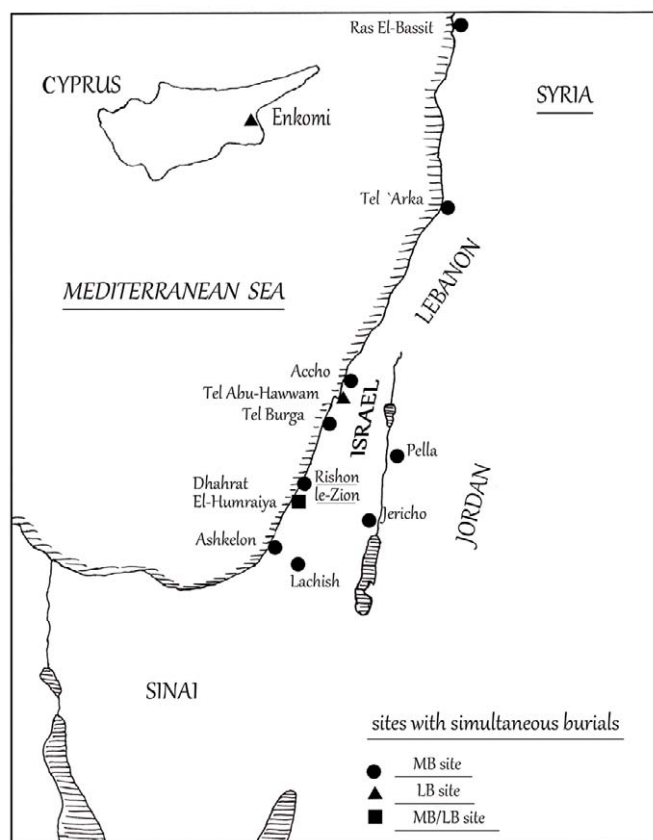 Ras El-Bassit
CYPRUS
SYRIA
Enkomi
Tel `Arka
LEBANON
MEDITERRANEAN SEA
Accho
Tel Abu-Hawwam
Tel Burga
ISRAEL
Pella
Dhahrat
El-Humraiya
Rishon
le-Zion
JORDAN
Jericho
Ashkelon
Lachish
SINAI
sites with simultaneous burials
MB site
LB site
MB/LB site